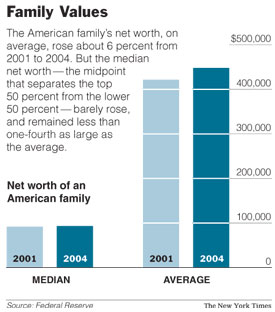 Family Values
The American family's net worth, on
average, rose about 6 percent from
2001 to 2004. But the median
net worth — the midpoint
that separates the top
50 percent from the lower
50 percent — barely rose,
and remained less than
one-fourth as large as
the average.
$500,000
400,000
300,000
200,000
100,000
0
Net worth of an
American family
2001 2004 2001 2004
MEDIAN AVERAGE
Source: Federal Reserve The New York Times